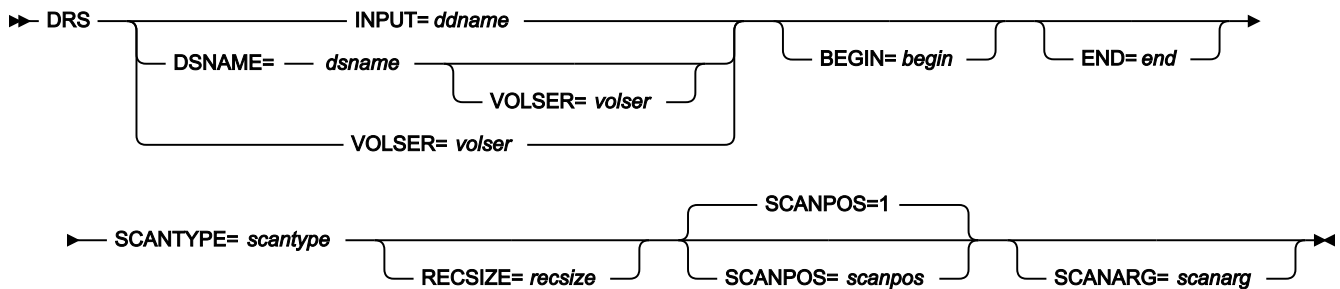 DRS INPUT= ddname
DSNAME= dsname BEGIN= begin END= end
VOLSER= volser
VOLSER= volser
SCANPOS=1
SCANTYPE= scantype
RECSIZE= recsize SCANPOS= scanpos SCANARG= scanarg